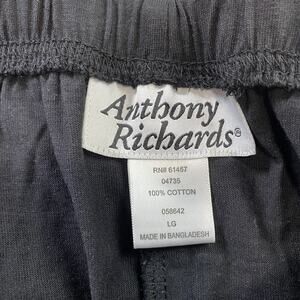 Anthony
Richards®
RN# 61457
04735
100% COTTON
058642
LG
MADE IN BANGLADESH